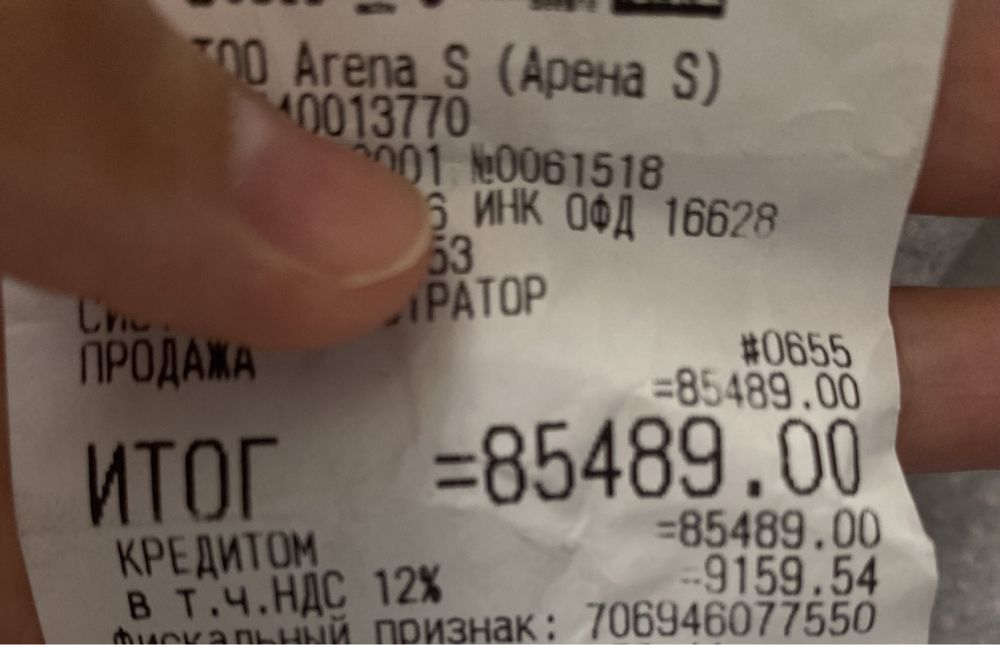 ТОО Arena S (Арена S)
40013770
0001 №0061518
6 ИНК ОФД 16628
53
ПРОДАЖА
#0655
=85489.00
ИТОГ =85489.00
КРЕДИТОМ =85489.00
в т.ч.НДС 12% =9159.54
Фискальный признак: 706946077550